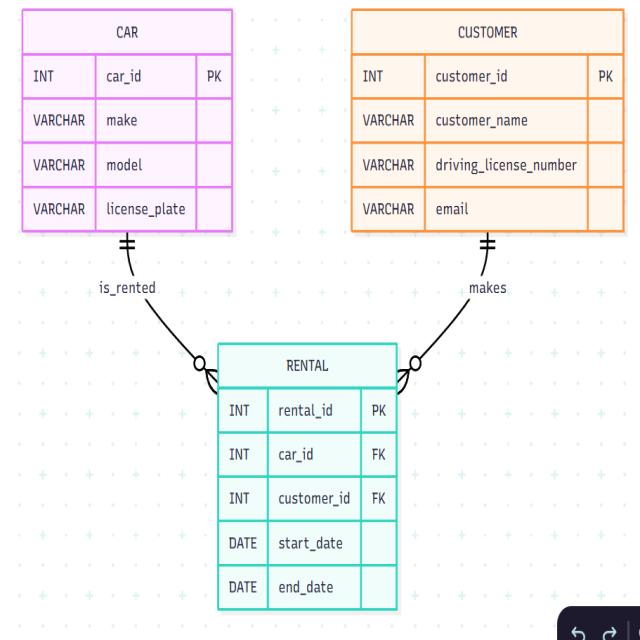 CAR
INT car_id PK
VARCHAR make
VARCHAR model
VARCHAR license_plate
CUSTOMER
INT customer_id PK
VARCHAR customer_name
VARCHAR driving_license_number
VARCHAR email
is_rented
makes
RENTAL
INT rental_id PK
INT car_id FK
INT customer_id FK
DATE start_date
DATE end_date